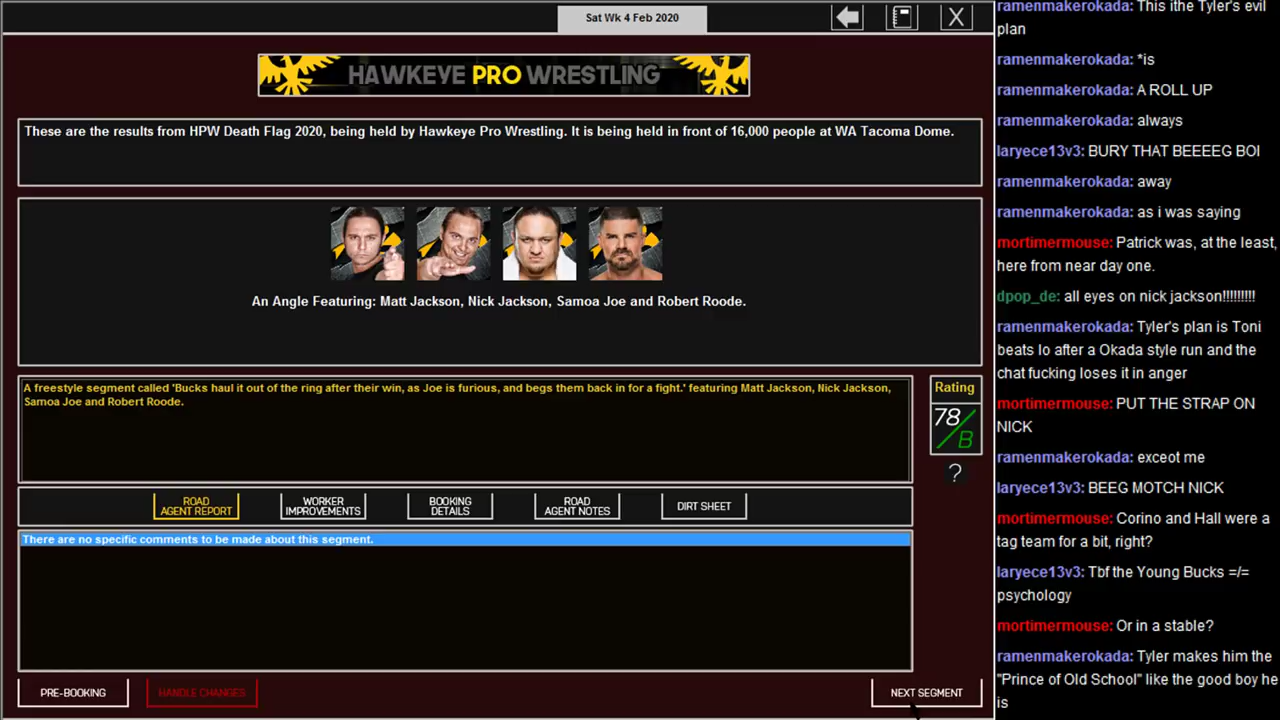 Sat Wk 4 Feb 2020
HAWKEYE PRO WRESTLING
These are the results from HPW Death Flag 2020, being held by Hawkeye Pro Wrestling. It is being held in front of 16,000 people at WA Tacoma Dome.
An Angle Featuring: Matt Jackson, Nick Jackson, Samoa Joe and Robert Roode.
A freestyle segment called 'Bucks haul it out of the ring after their win, as Joe is furious, and begs them back in for a fight.' featuring Matt Jackson, Nick Jackson,
Samoa Joe and Robert Roode.
Rating
78
B
?
ROAD
AGENT REPORT
WORKER
IMPROVEMENTS
BOOKING
DETAILS
ROAD
AGENT NOTES
DIRT SHEET
There are no specific comments to be made about this segment.
PRE-BOOKING
HANDLE CHANGES
NEXT SEGMENT
ramenmakerokada: This ithe Tyler's evil
plan
ramenmakerokada: *is
ramenmakerokada: A ROLL UP
ramenmakerokada: always
laryece13v3: BURY THAT BEEEEG BOI
ramenmakerokada: away
ramenmakerokada: as i was saying
mortimermouse: Patrick was, at the least,
here from near day one.
dpop_de: all eyes on nick jackson!!!!!!!!!
ramenmakerokada: Tyler's plan is Toni
beats Io after a Okada style run and the
chat fucking loses it in anger
mortimermouse: PUT THE STRAP ON
NICK
ramenmakerokada: exceot me
laryece13v3: BEEG MOTCH NICK
mortimermouse: Corino and Hall were a
tag team for a bit, right?
laryece13v3: Tbf the Young Bucks =/=
psychology
mortimermouse: Or in a stable?
ramenmakerokada: Tyler makes him the
"Prince of Old School" like the good boy he
is